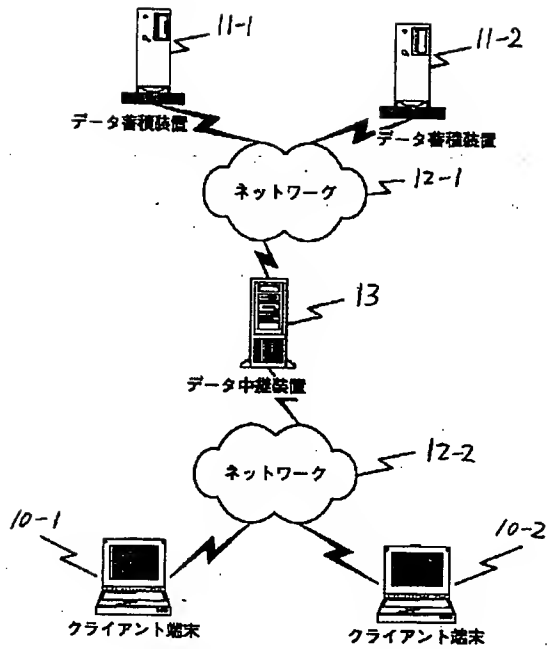 11-1
11-2
データ蓄積装置
データ蓄積装置
ネットワーク
12-1
13
データ中継装置
ネットワーク
12-2
10-1
10-2
クライアント端末
クライアント端末